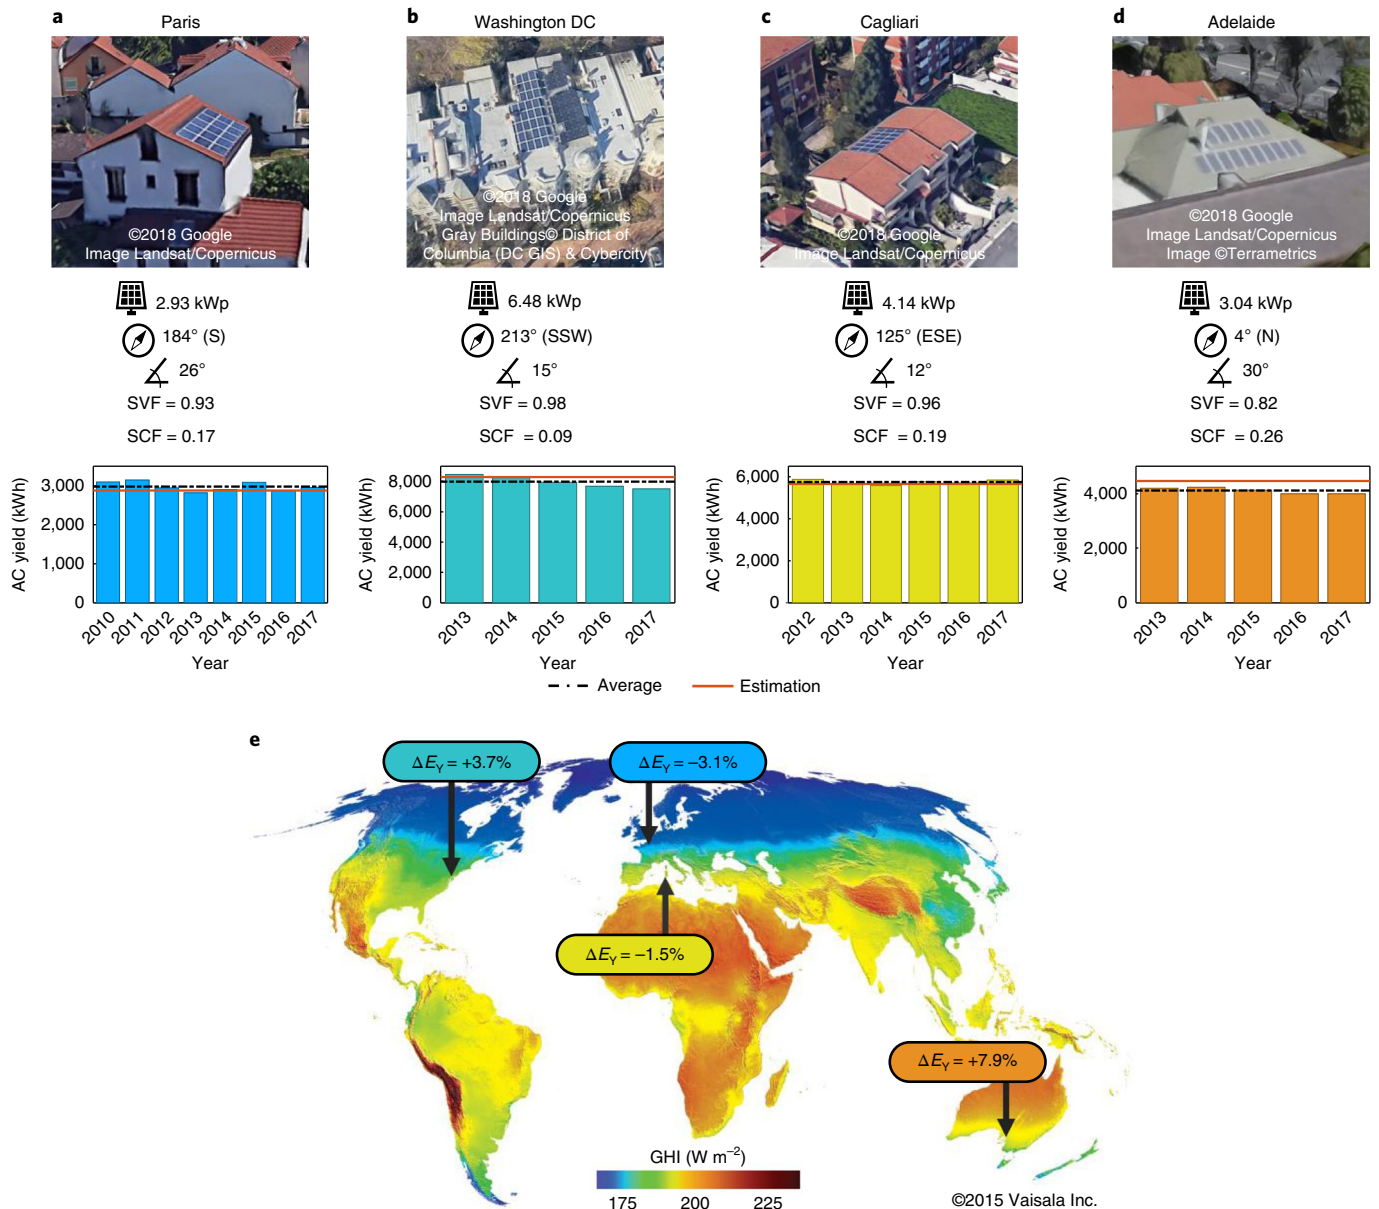 a Paris
©2018 Google
Image Landsat/Copernicus
2.93 kWp
184° (S)
26°
SVF = 0.93
SCF = 0.17
AC yield (kWh)
3,000
2,000
1,000
0
2010 2011 2012 2013 2014 2015 2016 2017
Year
b Washington DC
©2018 Google
Image Landsat/Copernicus
Gray Buildings© District of
Columbia (DC GIS) & Cybercity
6.48 kWp
213° (SSW)
15°
SVF = 0.98
SCF = 0.09
AC yield (kWh)
8,000
6,000
4,000
2,000
0
2013 2014 2015 2016 2017
Year
c Cagliari
©2018 Google
Image Landsat/Copernicus
4.14 kWp
125° (ESE)
12°
SVF = 0.96
SCF = 0.19
AC yield (kWh)
6,000
4,000
2,000
0
2012 2013 2014 2015 2016 2017
Year
d Adelaide
©2018 Google
Image Landsat/Copernicus
Image ©Terrametrics
3.04 kWp
4° (N)
30°
SVF = 0.82
SCF = 0.26
AC yield (kWh)
4,000
2,000
0
2013 2014 2015 2016 2017
Year
Average Estimation
e
ΔEY = +3.7%
ΔEY = –3.1%
ΔEY = –1.5%
ΔEY = +7.9%
GHI (W m–2)
175 200 225
©2015 Vaisala Inc.